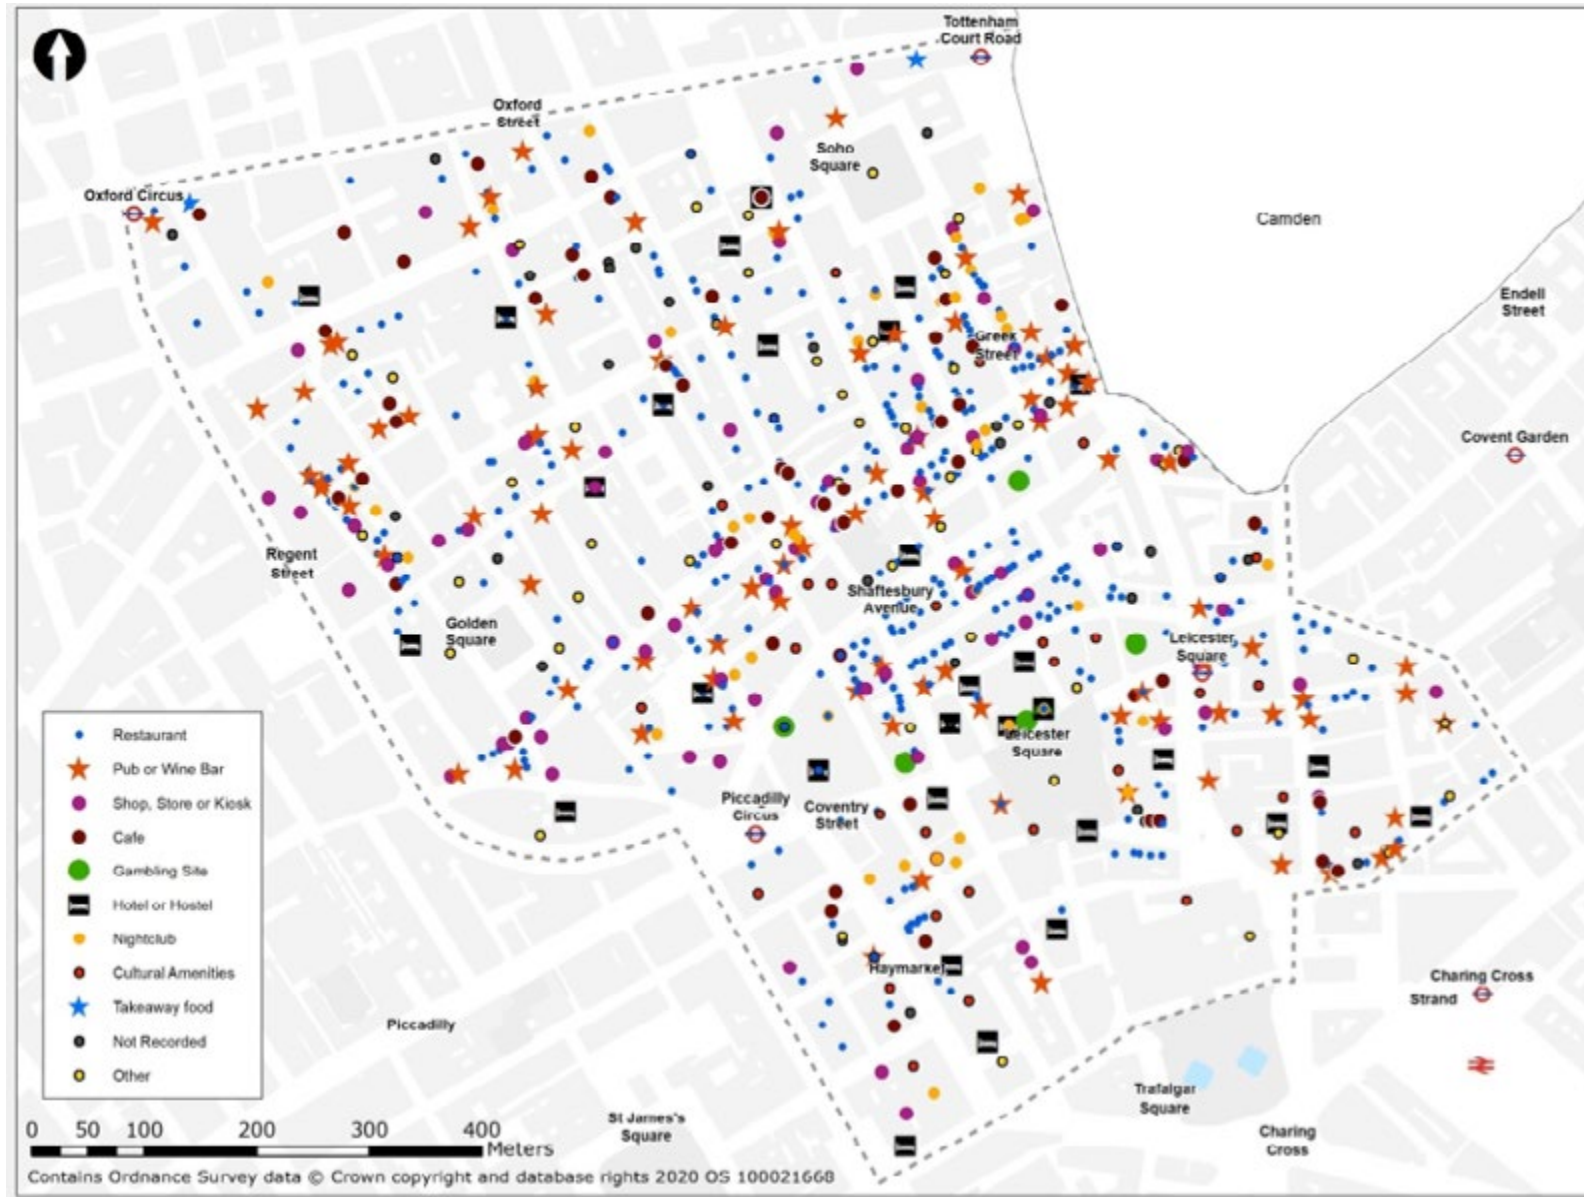 Tottenham
Court Road
Oxford
Street
Soho
Square
Oxford Circus
Camden
Endell
Street
Greek
Street
Covent Garden
Regent
Street
Shaftesbury
Avenue
Golden
Square
Leicester
Square
Leicester
Square
Piccadilly
Circus
Coventry
Street
Haymarket
Charing Cross
Strand
Piccadilly
Trafalgar
Square
St James's
Square
Charing
Cross
Restaurant
Pub or Wine Bar
Shop, Store or Kiosk
Cafe
Gambling Site
Hotel or Hostel
Nightclub
Cultural Amenities
Takeaway food
Not Recorded
Other
0 50 100 200 300 400
Meters
Contains Ordnance Survey data © Crown copyright and database rights 2020 OS 100021668